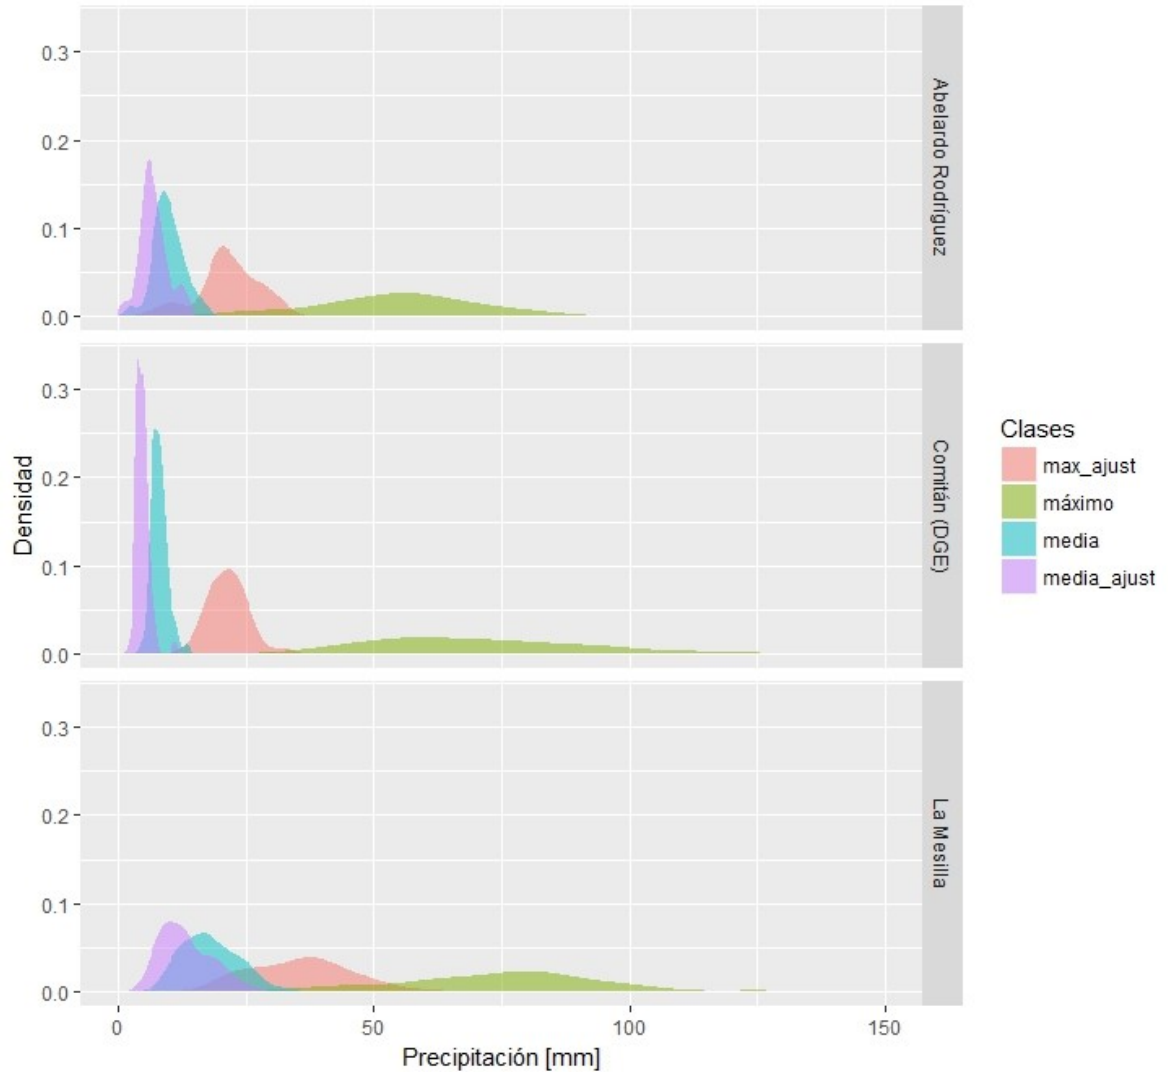 0.3
0.2
0.1
0.0
Abelardo Rodríguez
0.3
0.2
0.1
0.0
Comitán (DGE)
0.3
0.2
0.1
0.0
La Mesilla
Densidad
0
50
100
150
Precipitación [mm]
Clases
max_ajust
máximo
media
media_ajust